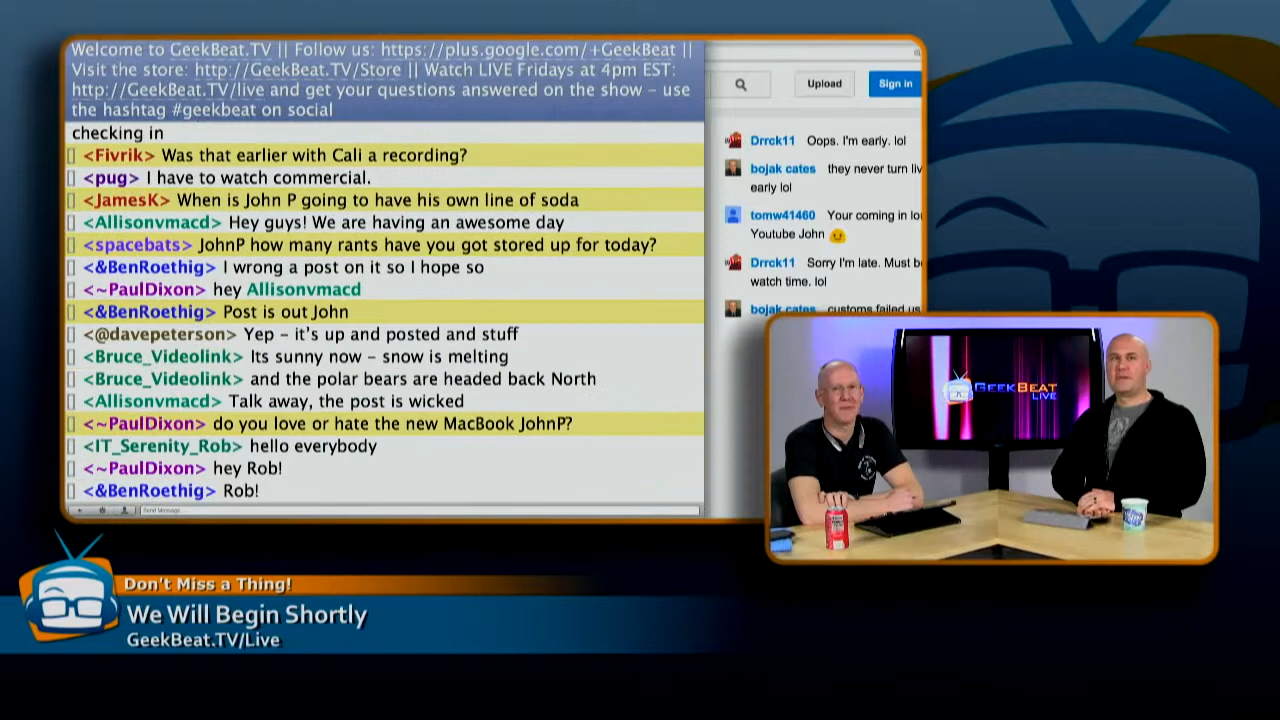 Welcome to GeekBeat.TV || Follow us: https://plus.google.com/+GeekBeat ||
Visit the store: http://GeekBeat.TV/Store || Watch LIVE Fridays at 4pm EST:
http://GeekBeat.TV/live and get your questions answered on the show – use
the hashtag #geekbeat on social
checking in
<Fivrik> Was that earlier with Cali a recording?
<pug> I have to watch commercial.
<JamesK> When is John P going to have his own line of soda
<Allisonvmacd> Hey guys! We are having an awesome day
<spacebats> JohnP how many rants have you got stored up for today?
<&BenRoethig> I wrong a post on it so I hope so
<~PaulDixon> hey Allisonvmacd
<&BenRoethig> Post is out John
<@davepeterson> Yep – it's up and posted and stuff
<Bruce_Videolink> Its sunny now – snow is melting
<Bruce_Videolink> and the polar bears are headed back North
<Allisonvmacd> Talk away, the post is wicked
<~PaulDixon> do you love or hate the new MacBook JohnP?
<IT_Serenity_Rob> hello everybody
<~PaulDixon> hey Rob!
<&BenRoethig> Rob!
Send Message...
Upload Sign in
Drrck11 Oops. I'm early. lol
bojak cates they never turn liv
early lol
tomw41460 Your coming in lou
Youtube John
Drrck11 Sorry I'm late. Must be
watch time. lol
bojak cates customs failed us
GEEKBEAT
LIVE
Don't Miss a Thing!
We Will Begin Shortly
GeekBeat.TV/Live